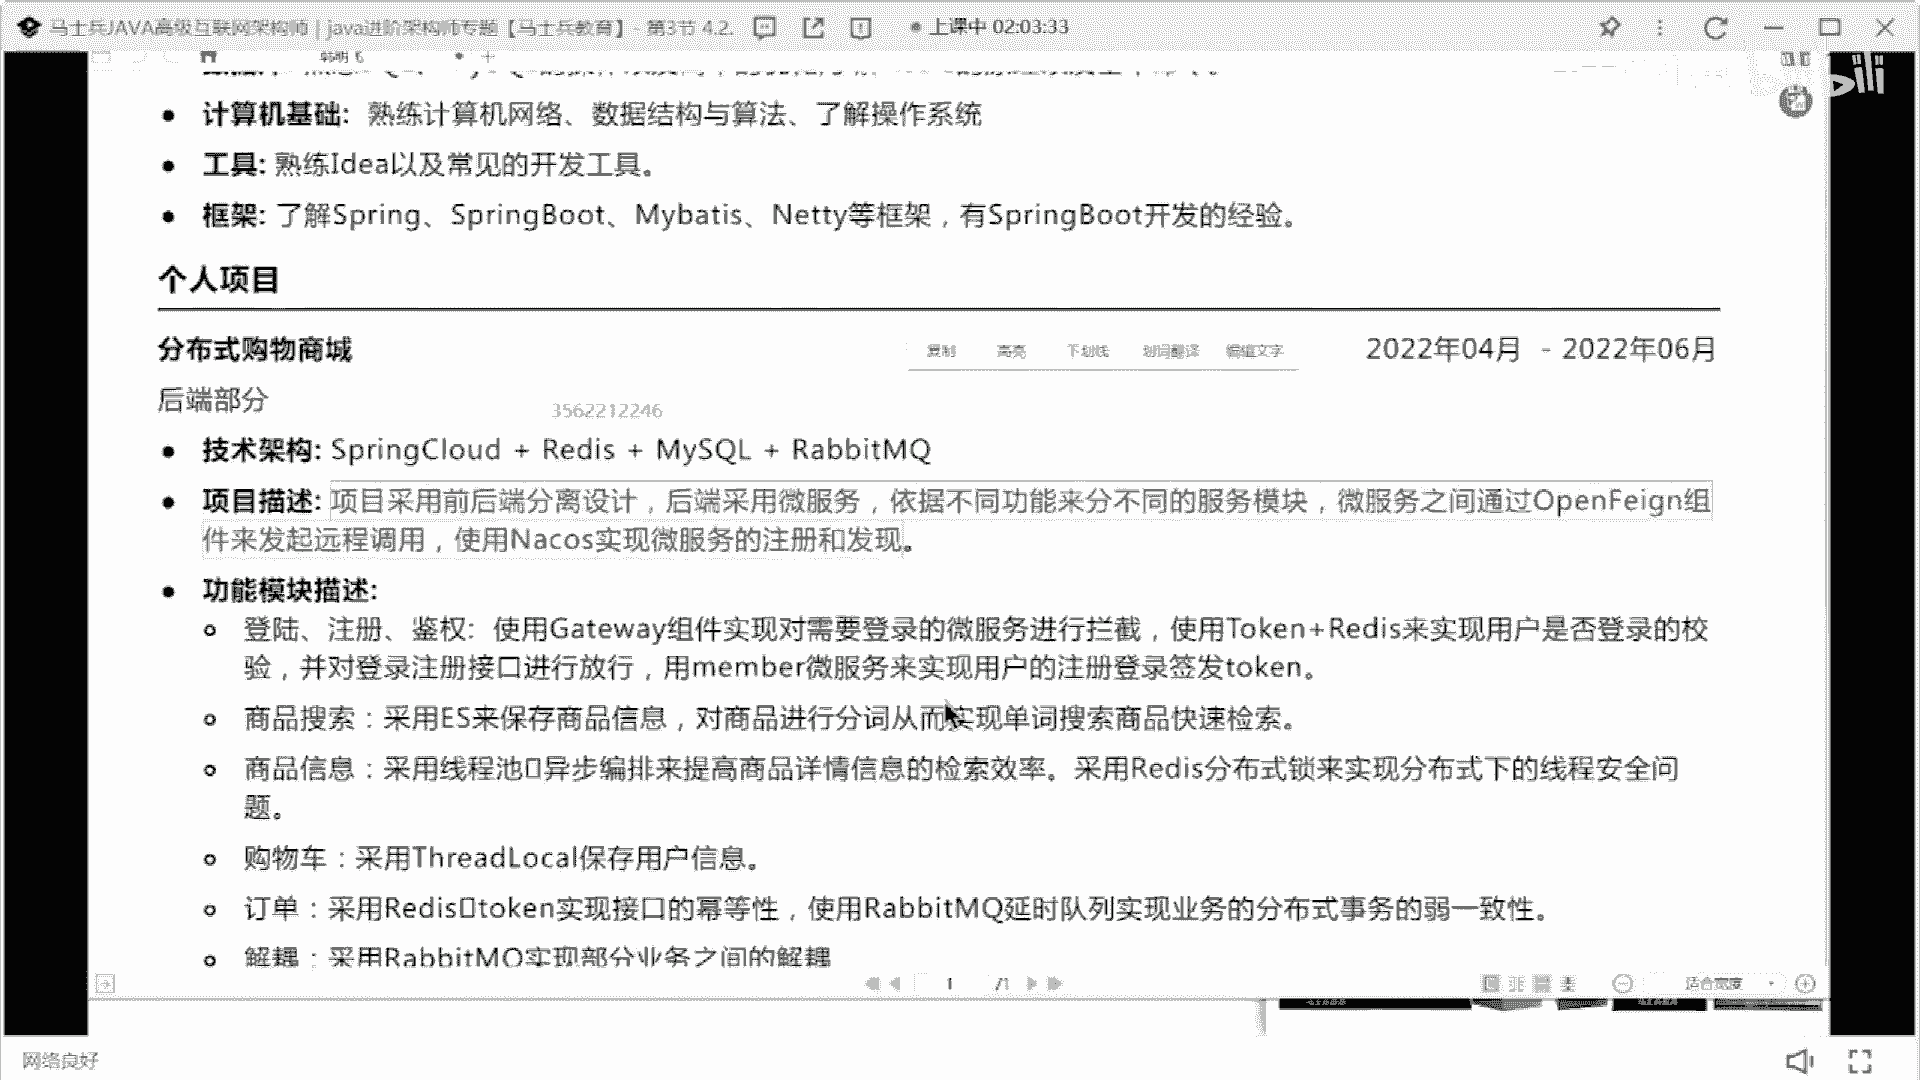 马士兵JAVA高级互联网架构师 | java进阶架构师专题【马士兵教育】- 第3节 4.2.
上课中 02:03:33
计算机基础: 熟练计算机网络、数据结构与算法、了解操作系统
工具: 熟练Idea以及常见的开发工具。
框架: 了解Spring、SpringBoot、Mybatis、Netty等框架，有SpringBoot开发的经验。
个人项目
分布式购物商城
复制 高亮 下划线 划词翻译 编辑文字
2022年04月 - 2022年06月
后端部分
3562212246
技术架构: SpringCloud + Redis + MySQL + RabbitMQ
项目描述: 项目采用前后端分离设计，后端采用微服务，依据不同功能来分不同的服务模块，微服务之间通过OpenFeign组
件来发起远程调用，使用Nacos实现微服务的注册和发现。
功能模块描述:
登陆、注册、鉴权: 使用Gateway组件实现对需要登录的微服务进行拦截，使用Token+Redis来实现用户是否登录的校
验，并对登录注册接口进行放行，用member微服务来实现用户的注册登录签发token。
商品搜索：采用ES来保存商品信息，对商品进行分词从而实现单词搜索商品快速检索。
商品信息：采用线程池▯异步编排来提高商品详情信息的检索效率。采用Redis分布式锁来实现分布式下的线程安全问
题。
购物车：采用ThreadLocal保存用户信息。
订单：采用Redis▯token实现接口的幂等性，使用RabbitMQ延时队列实现业务的分布式事务的弱一致性。
解耦：采用RabbitMQ实现部分业务之间的解耦
1 /1
适合宽度
网络良好